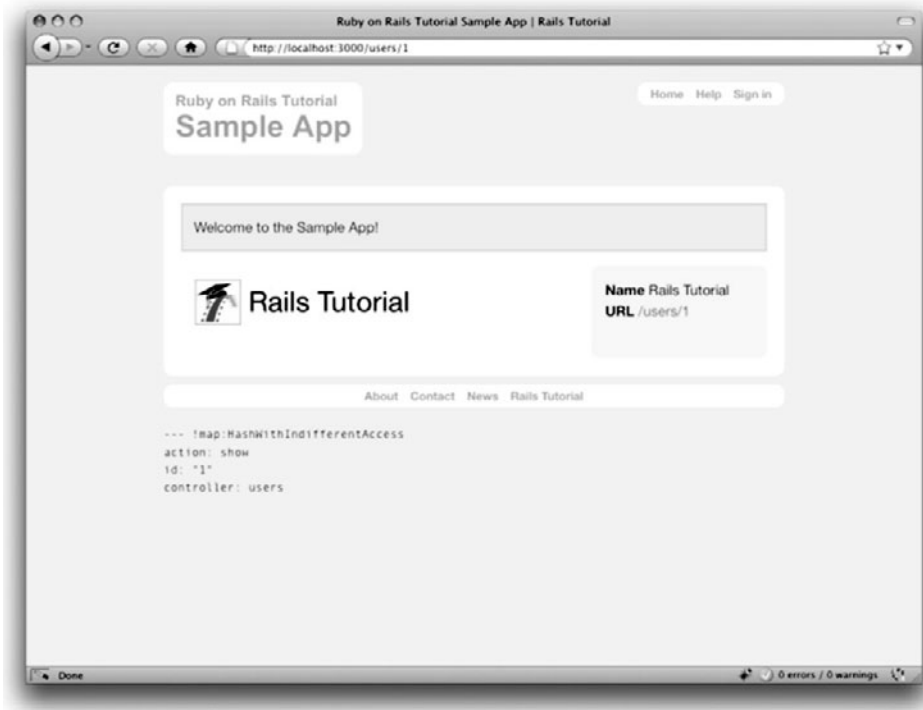 Ruby on Rails Tutorial Sample App | Rails Tutorial
http://localhost:3000/users/1
Ruby on Rails Tutorial
Sample App
Home Help Sign in
Welcome to the Sample App!
Rails Tutorial
Name Rails Tutorial
URL /users/1
About Contact News Rails Tutorial
--- !map:HashWithIndifferentAccess
action: show
id: "1"
controller: users
Done
0 errors / 0 warnings